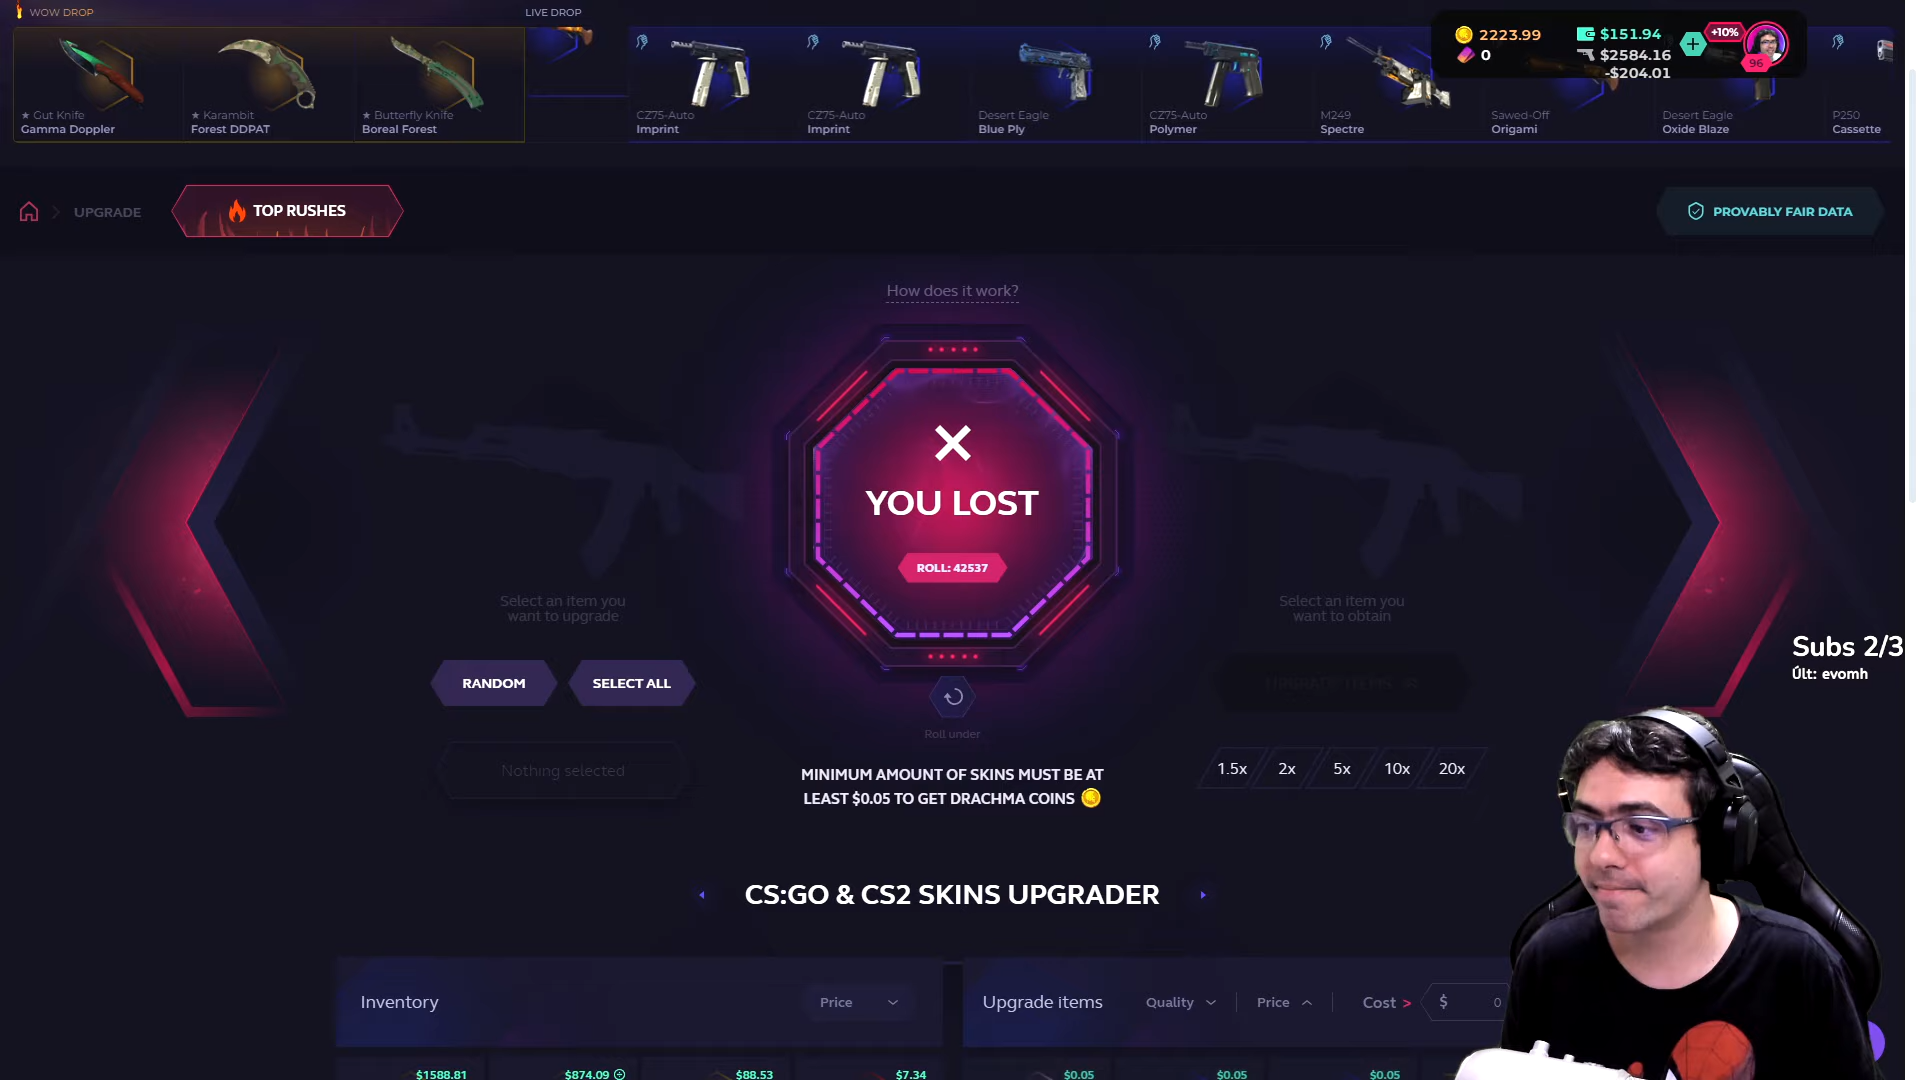 WOW DROP
LIVE DROP
★ Gut Knife
Gamma Doppler
★ Karambit
Forest DDPAT
★ Butterfly Knife
Boreal Forest
CZ75-Auto
Imprint
CZ75-Auto
Imprint
Desert Eagle
Blue Ply
CZ75-Auto
Polymer
M249
Spectre
Sawed-Off
Origami
Desert Eagle
Oxide Blaze
P250
Cassette
2223.99
0
$151.94
$2584.16
-$204.01
+10%
96
UPGRADE
TOP RUSHES
PROVABLY FAIR DATA
How does it work?
YOU LOST
ROLL: 42537
Select an item you
want to upgrade
Select an item you
want to obtain
RANDOM
SELECT ALL
UPGRADE ITEMS
Nothing selected
Roll under
MINIMUM AMOUNT OF SKINS MUST BE AT
LEAST $0.05 TO GET DRACHMA COINS
1.5x
2x
5x
10x
20x
Subs 2/3
Últ: evomh
CS:GO & CS2 SKINS UPGRADER
Inventory
Price
Upgrade items
Quality
Price
Cost >
$
0
$1588.81
$874.09
$88.53
$7.34
$0.05
$0.05
$0.05